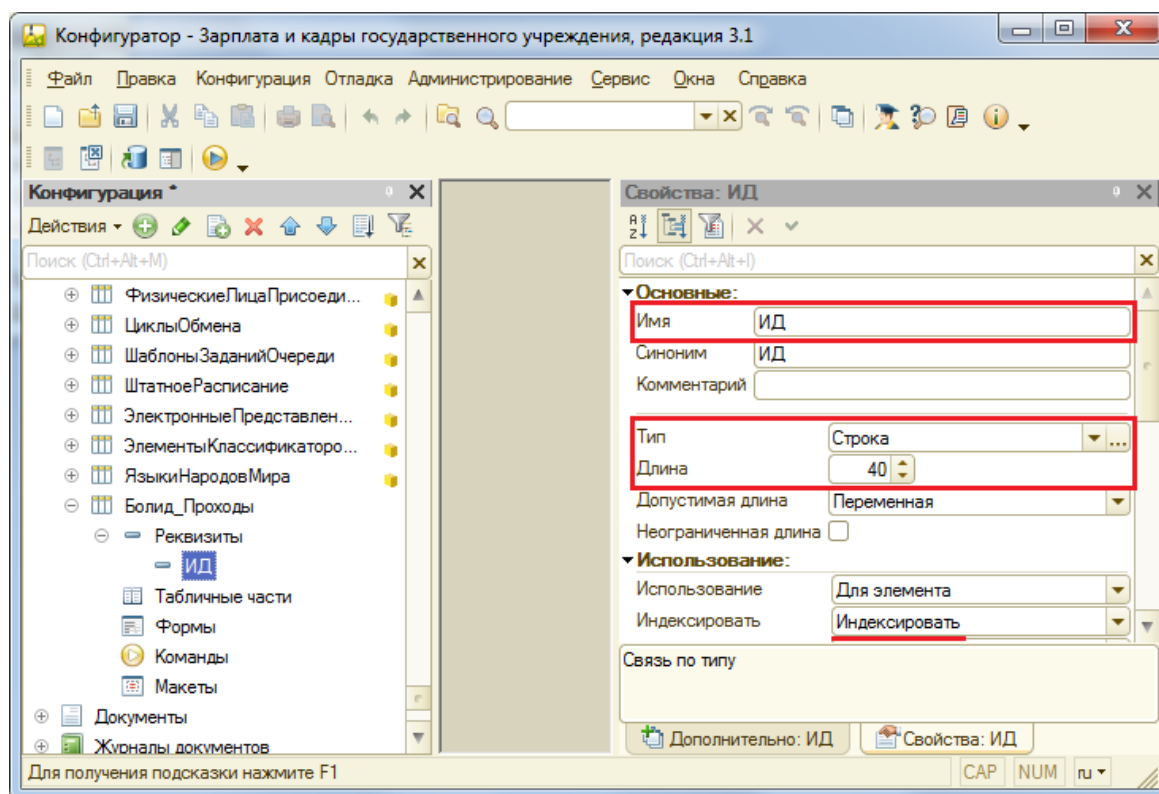 Конфигуратор - Зарплата и кадры государственного учреждения, редакция 3.1
Файл Правка Конфигурация Отладка Администрирование Сервис Окна Справка
Конфигурация *
Действия
Поиск (Ctrl+Alt+M)
ФизическиеЛицаПрисоеди...
ЦиклыОбмена
ШаблоныЗаданийОчереди
ШтатноеРасписание
ЭлектронныеПредставлен...
ЭлементыКлассификаторо...
ЯзыкиНародовМира
Болид_Проходы
Реквизиты
ИД
Табличные части
Формы
Команды
Макеты
Документы
Журналы документов
Свойства: ИД
Поиск (Ctrl+Alt+I)
Основные:
Имя ИД
Синоним ИД
Комментарий
Тип Строка
Длина 40
Допустимая длина Переменная
Неограниченная длина
Использование:
Использование Для элемента
Индексировать Индексировать
Связь по типу
Дополнительно: ИД Свойства: ИД
Для получения подсказки нажмите F1 CAP NUM ru